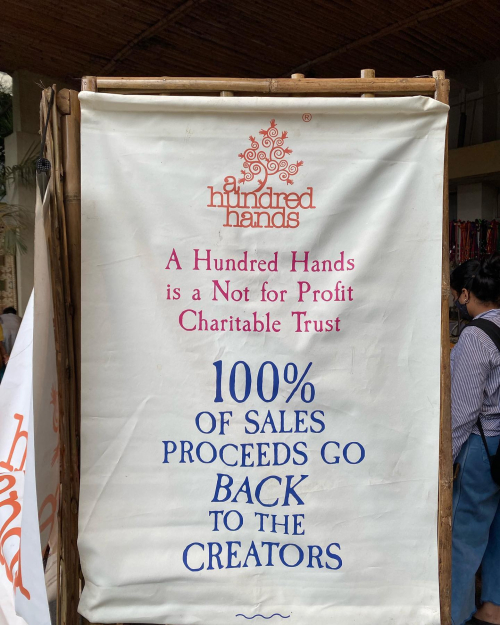 ®
a
hundred
hands
A Hundred Hands
is a Not for Profit
Charitable Trust
100%
OF SALES
PROCEEDS GO
BACK
TO THE
CREATORS